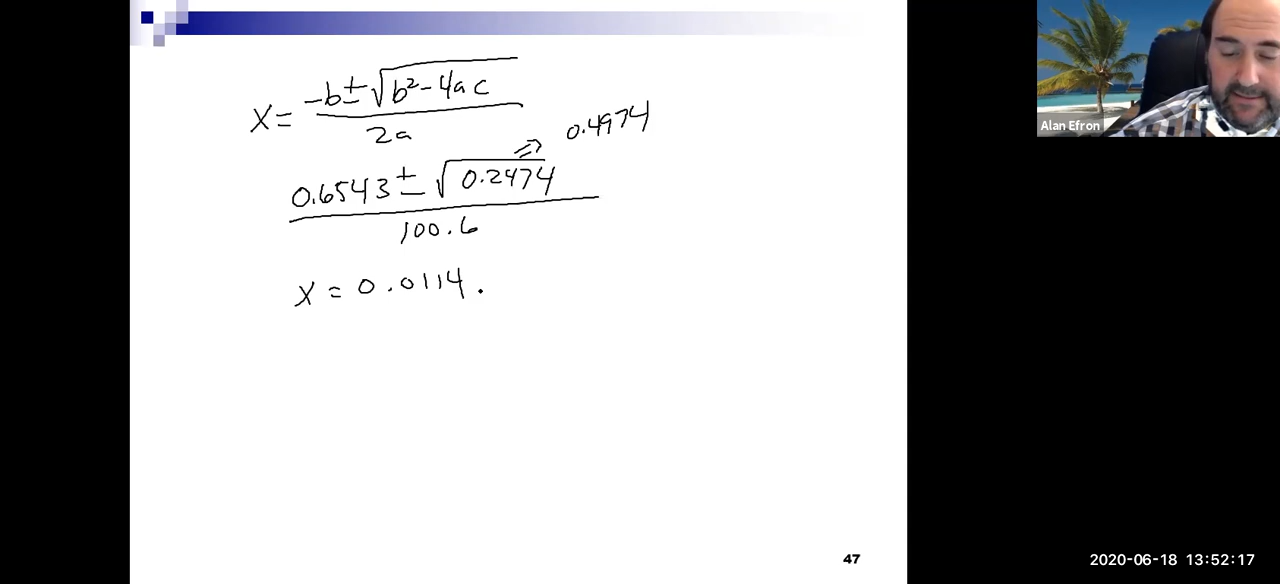 x = -b ± √b² - 4ac
2a
0.4974
0.6543 ± √0.2474 ⇒
100.6
x = 0.0114 .
Alan Efron
47
2020-06-18 13:52:17